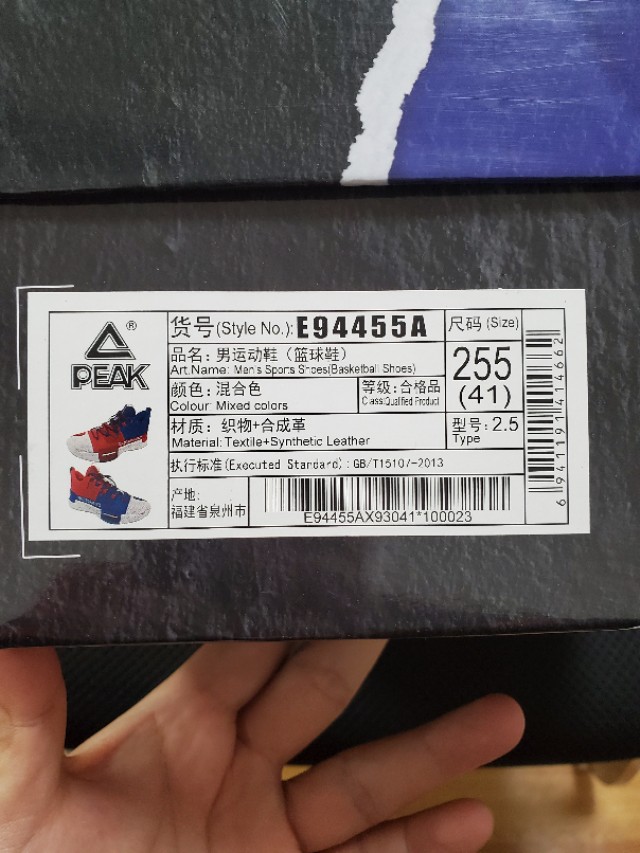 PEAK®
货号(Style No.): E94455A
尺码 (Size)
品名：男运动鞋（篮球鞋）
Art.Name: Men's Sports Shoes(Basketball Shoes)
255
(41)
颜色：混合色
Colour: Mixed colors
等级：合格品
Class:Qualified Product
材质：织物+合成革
Material: Textile+Synthetic Leather
型号：2.5
Type
执行标准(Executed Standard)：GB/T15107-2013
产地：
福建省泉州市
E94455AX93041*100023
6941191414662